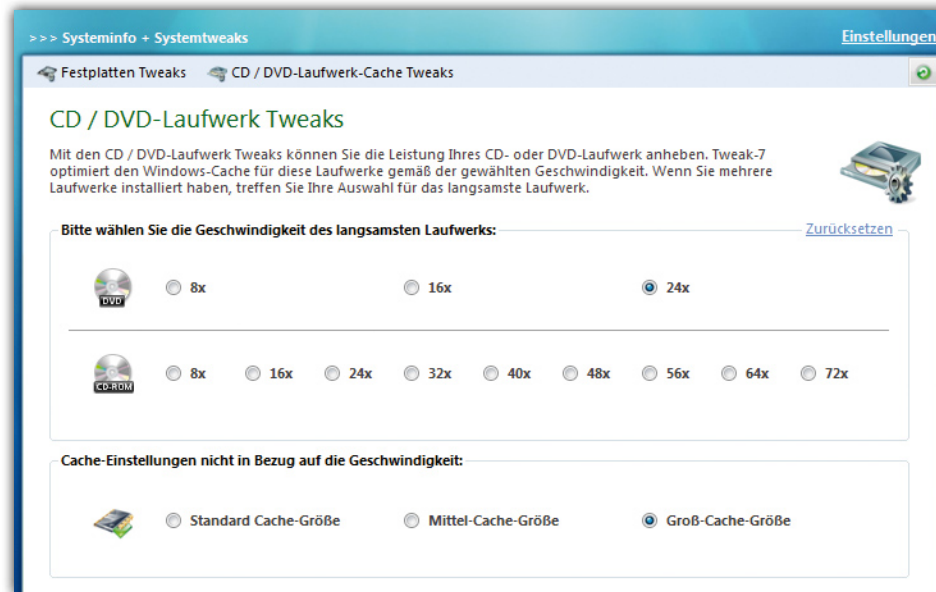 >>> Systeminfo + Systemtweaks
Einstellungen
Festplatten Tweaks CD / DVD-Laufwerk-Cache Tweaks
CD / DVD-Laufwerk Tweaks
Mit den CD / DVD-Laufwerk Tweaks können Sie die Leistung Ihres CD- oder DVD-Laufwerk anheben. Tweak-7
optimiert den Windows-Cache für diese Laufwerke gemäß der gewählten Geschwindigkeit. Wenn Sie mehrere
Laufwerke installiert haben, treffen Sie Ihre Auswahl für das langsamste Laufwerk.
Bitte wählen Sie die Geschwindigkeit des langsamsten Laufwerks:
Zurücksetzen
DVD 8x 16x 24x
CD-ROM 8x 16x 24x 32x 40x 48x 56x 64x 72x
Cache-Einstellungen nicht in Bezug auf die Geschwindigkeit:
Standard Cache-Größe Mittel-Cache-Größe Groß-Cache-Größe